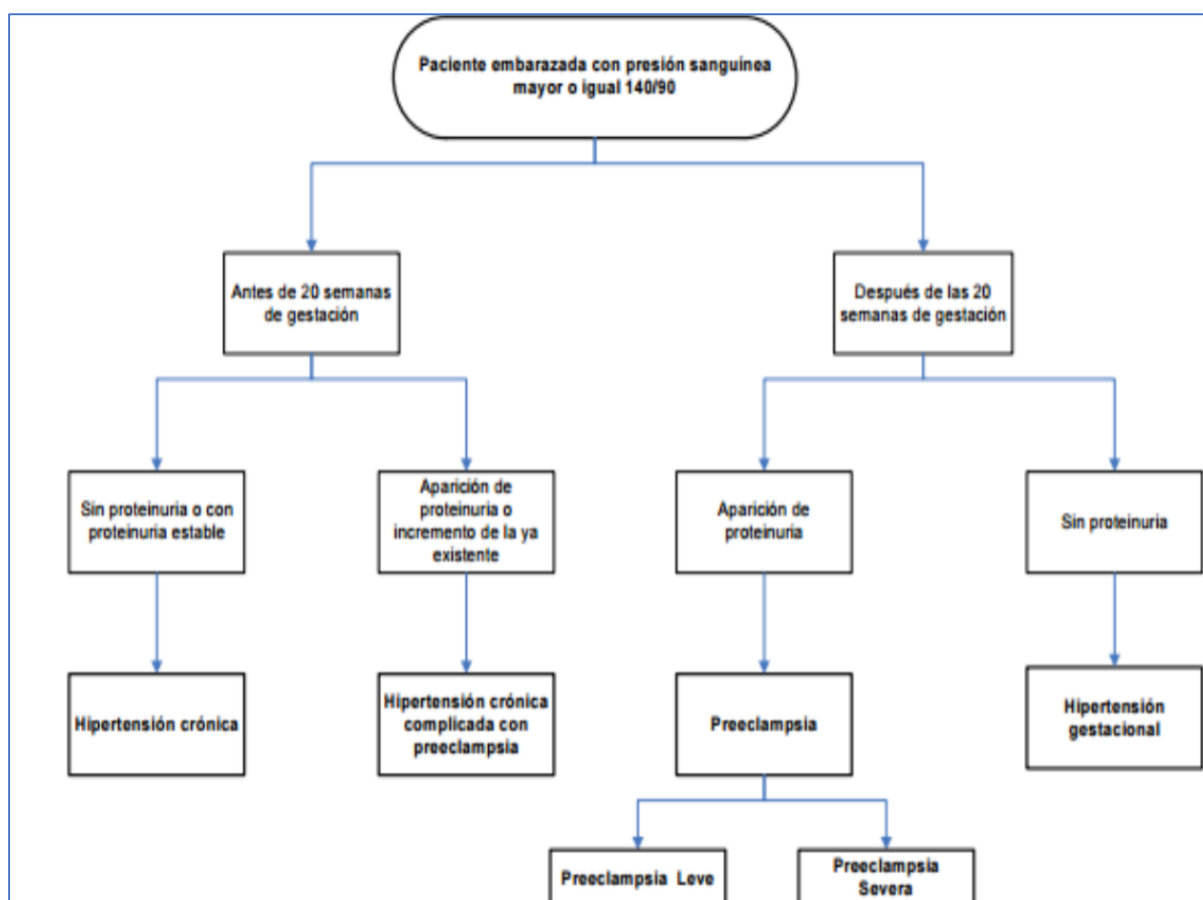 Paciente embarazada con presión sanguínea
mayor o igual 140/90
Antes de 20 semanas
de gestación
Después de las 20
semanas de gestación
Sin proteinuria o con
proteinuria estable
Aparición de
proteinuria o
incremento de la ya
existente
Aparición de
proteinuria
Sin proteinuria
Hipertensión crónica
Hipertensión crónica
complicada con
preeclampsia
Preeclampsia
Hipertensión
gestacional
Preeclampsia Leve
Preeclampsia
Severa